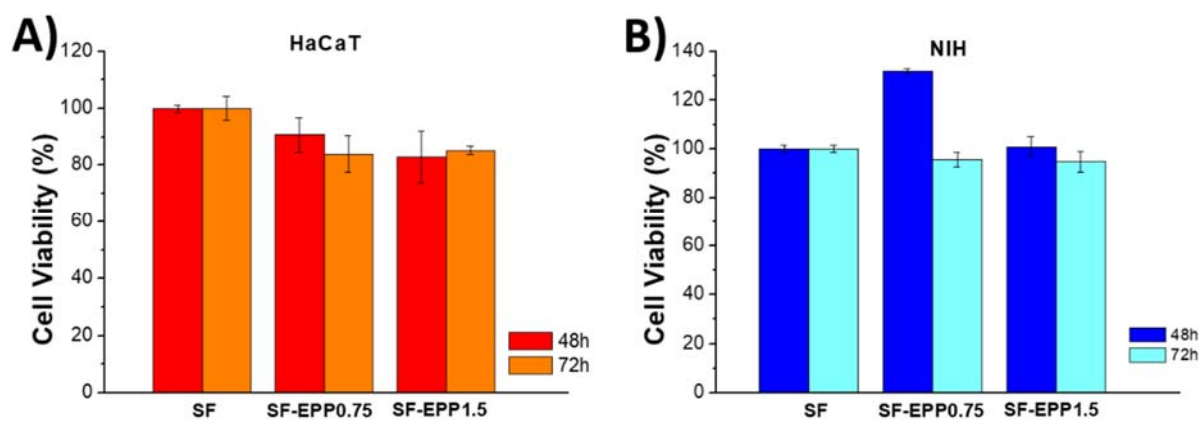 A)
HaCaT
Cell Viability (%)
120
100
80
60
40
20
0
48h
72h
SF
SF-EPP0.75
SF-EPP1.5
B)
NIH
Cell Viability (%)
140
120
100
80
60
40
20
0
48h
72h
SF
SF-EPP0.75
SF-EPP1.5